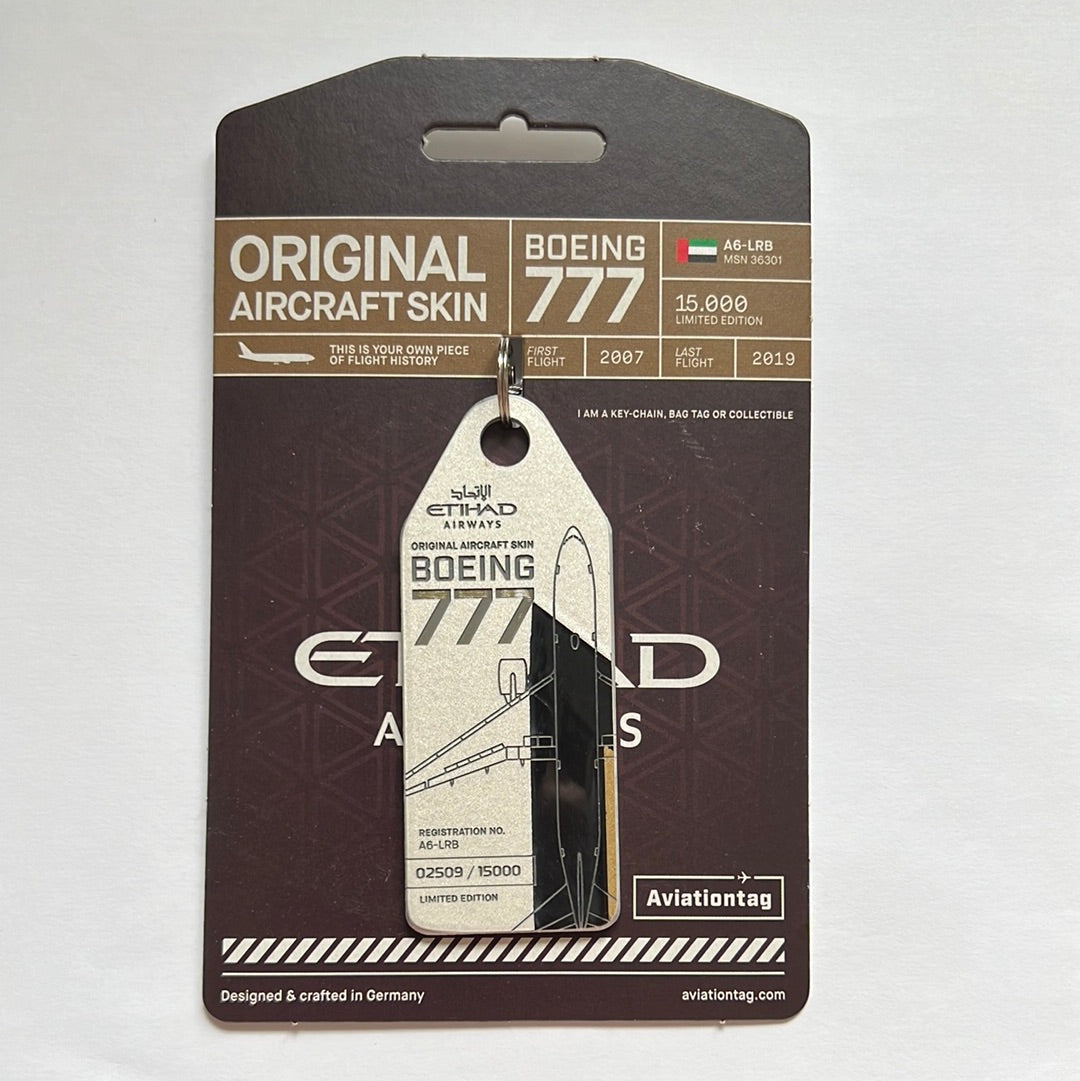 ORIGINAL
AIRCRAFT SKIN
BOEING
777
A6-LRB
MSN 36301
15.000
LIMITED EDITION
THIS IS YOUR OWN PIECE
OF FLIGHT HISTORY
FIRST
FLIGHT
2007
LAST
FLIGHT
2019
I AM A KEY-CHAIN, BAG TAG OR COLLECTIBLE
الإتحاد
ETIHAD
AIRWAYS
ORIGINAL AIRCRAFT SKIN
BOEING
777
REGISTRATION NO.
A6-LRB
02509 / 15000
LIMITED EDITION
Aviationtag
Designed & crafted in Germany
aviationtag.com